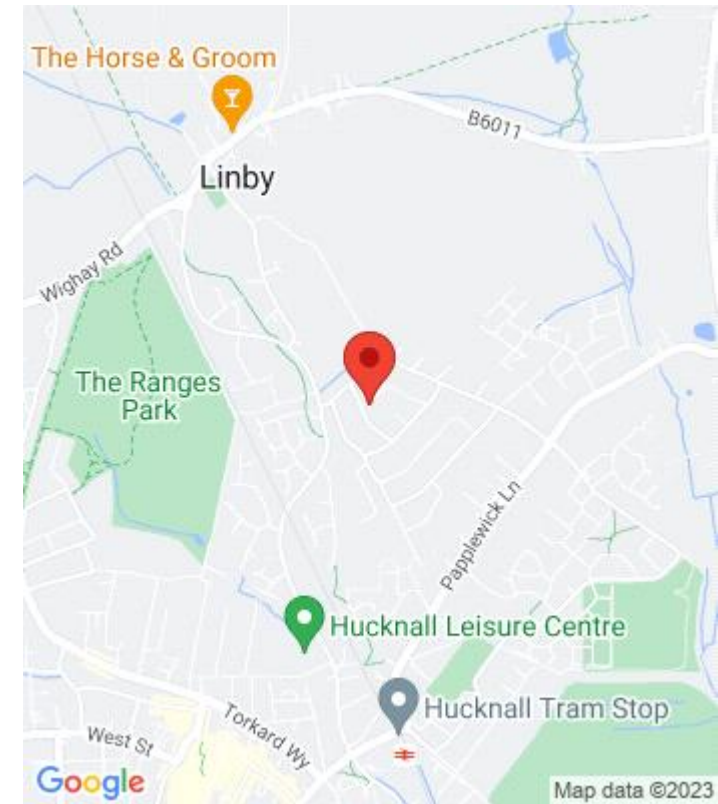 The Horse & Groom
B6011
Linby
Wighay Rd
The Ranges
Park
Papplewick Ln
Hucknall Leisure Centre
Hucknall Tram Stop
Torkard Wy
West St
Google
Map data ©2023